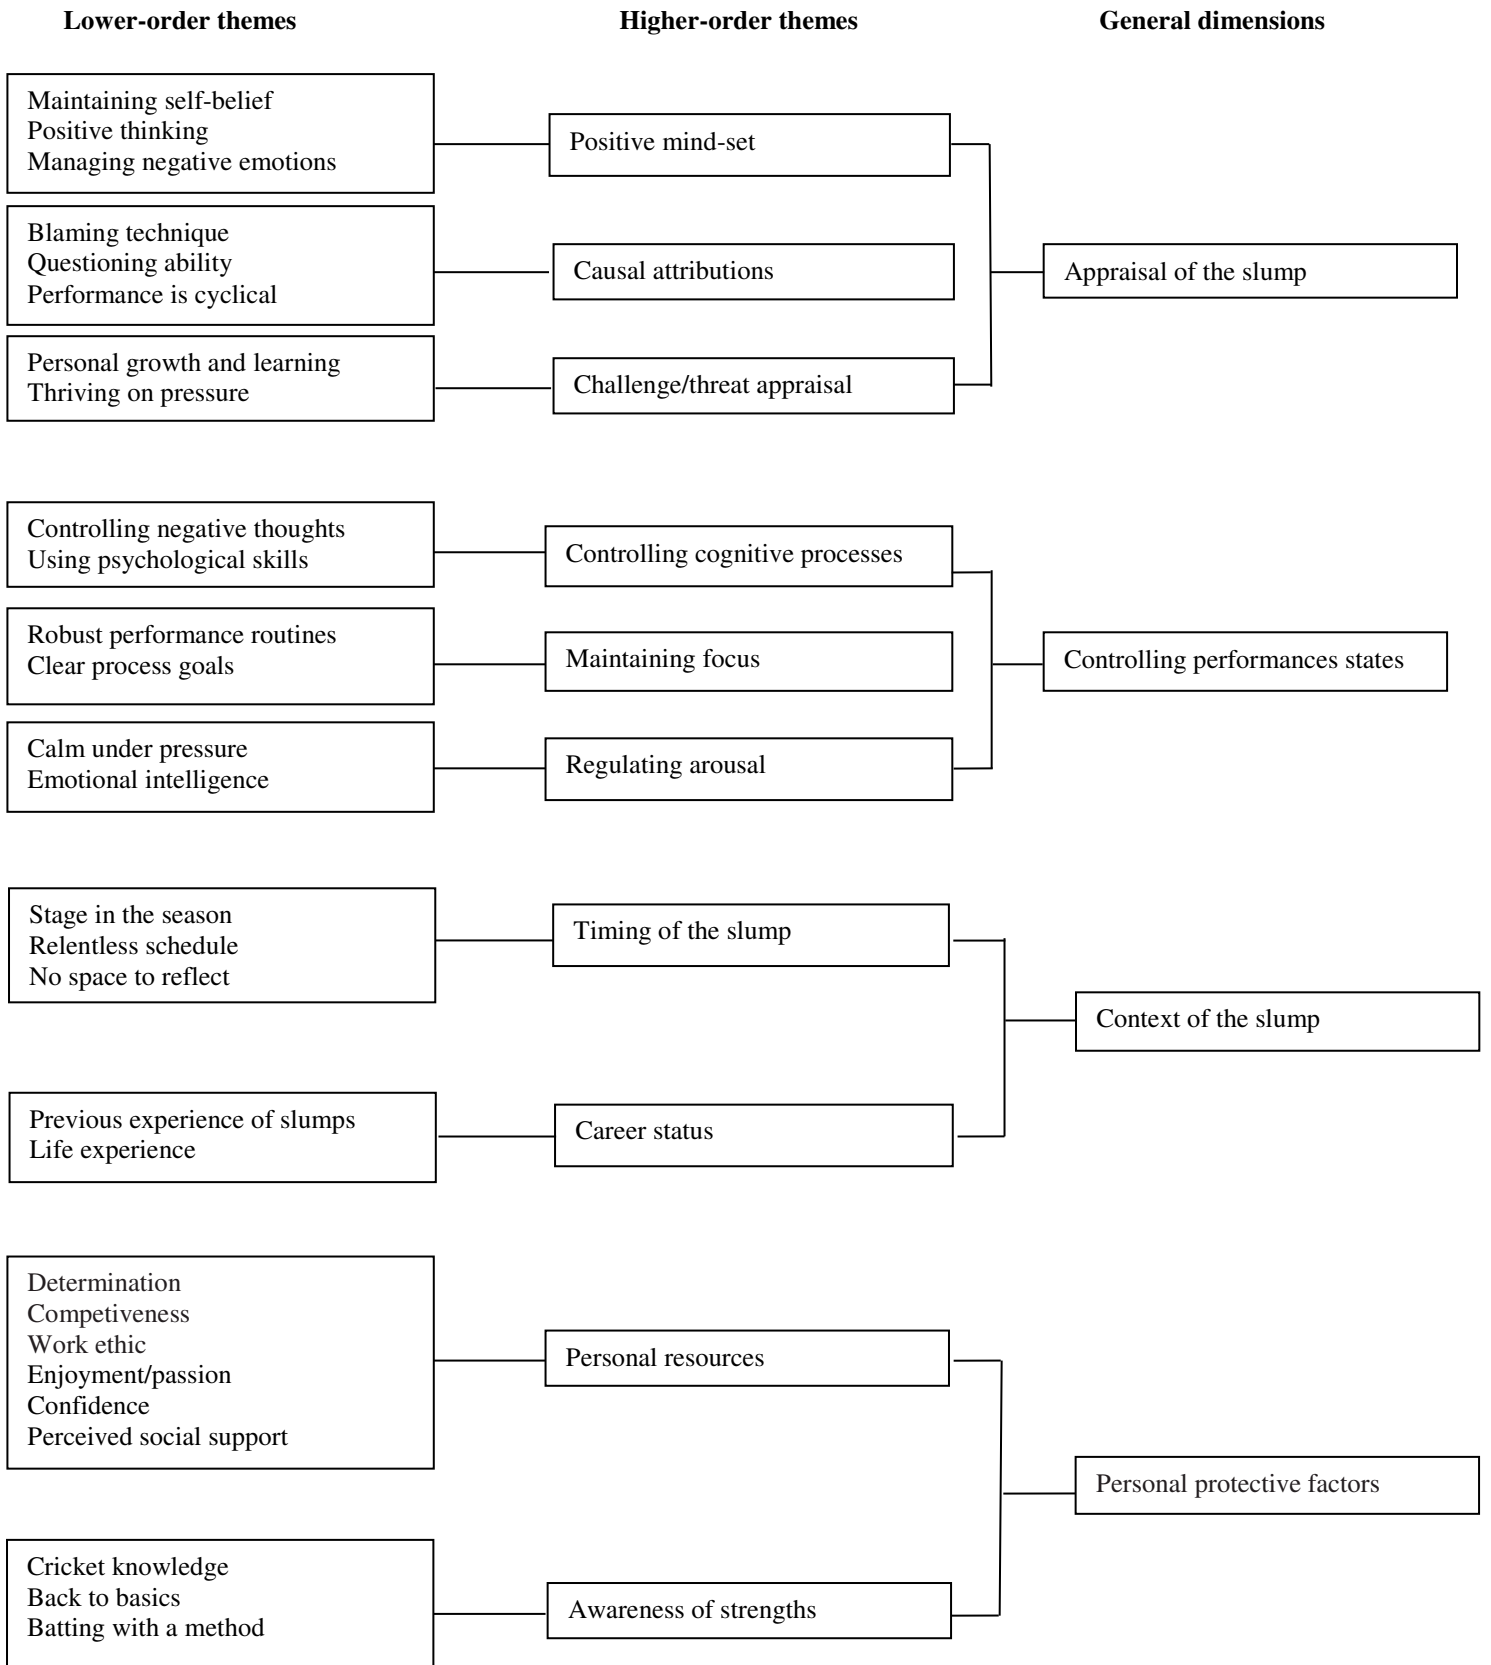 Lower-order themes
Higher-order themes
General dimensions
Maintaining self-belief
Positive thinking
Managing negative emotions
Positive mind-set
Blaming technique
Questioning ability
Performance is cyclical
Causal attributions
Appraisal of the slump
Personal growth and learning
Thriving on pressure
Challenge/threat appraisal
Controlling negative thoughts
Using psychological skills
Controlling cognitive processes
Robust performance routines
Clear process goals
Maintaining focus
Controlling performances states
Calm under pressure
Emotional intelligence
Regulating arousal
Stage in the season
Relentless schedule
No space to reflect
Timing of the slump
Context of the slump
Previous experience of slumps
Life experience
Career status
Determination
Competiveness
Work ethic
Enjoyment/passion
Confidence
Perceived social support
Personal resources
Personal protective factors
Cricket knowledge
Back to basics
Batting with a method
Awareness of strengths